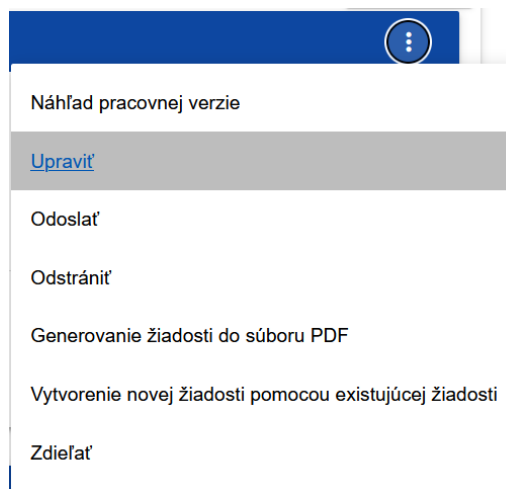 Náhľad pracovnej verzie
Upraviť
Odoslať
Odstrániť
Generovanie žiadosti do súboru PDF
Vytvorenie novej žiadosti pomocou existujúcej žiadosti
Zdieľať